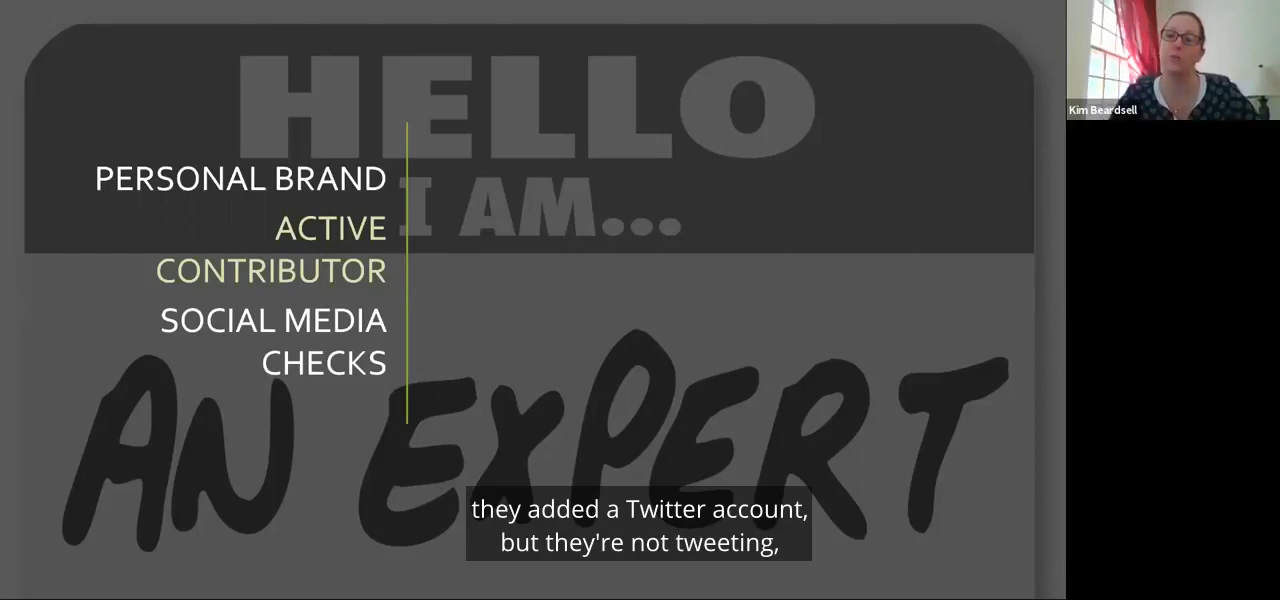 HELLO
I AM...
PERSONAL BRAND
ACTIVE
CONTRIBUTOR
SOCIAL MEDIA
CHECKS
AN EXPERT
they added a Twitter account,
but they're not tweeting,
Kim Beardsell